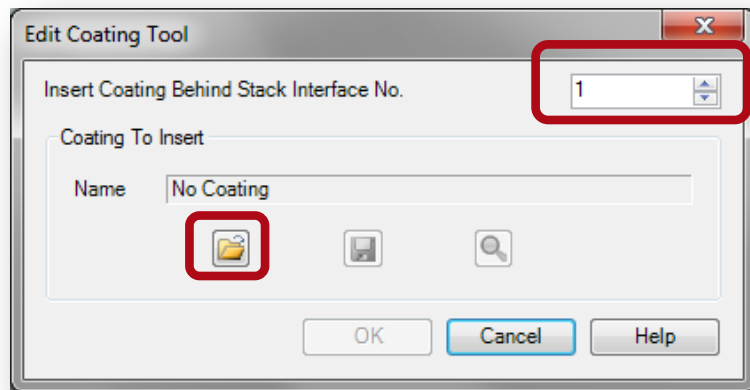 Edit Coating Tool
Insert Coating Behind Stack Interface No. 1
Coating To Insert
Name No Coating
OK Cancel Help